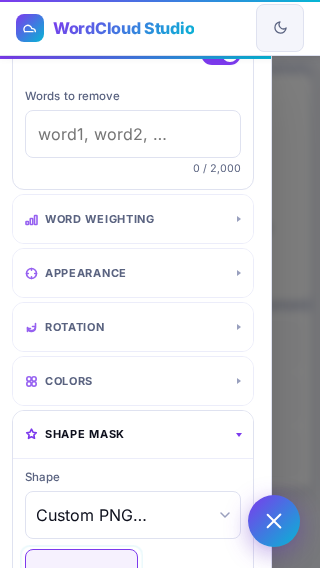 WordCloud Studio
Words to remove
word1, word2, ...
0 / 2,000
WORD WEIGHTING
APPEARANCE
ROTATION
COLORS
SHAPE MASK
Shape
Custom PNG...